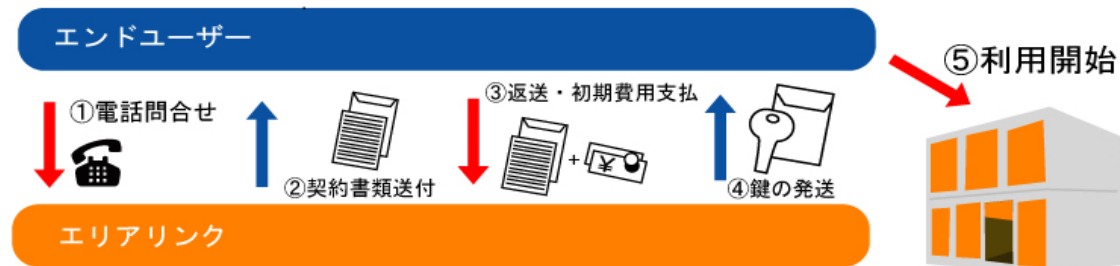 エンドユーザー
⑤利用開始
①電話問合せ
③返送・初期費用支払
+
¥
②契約書類送付
④鍵の発送
エリアリンク